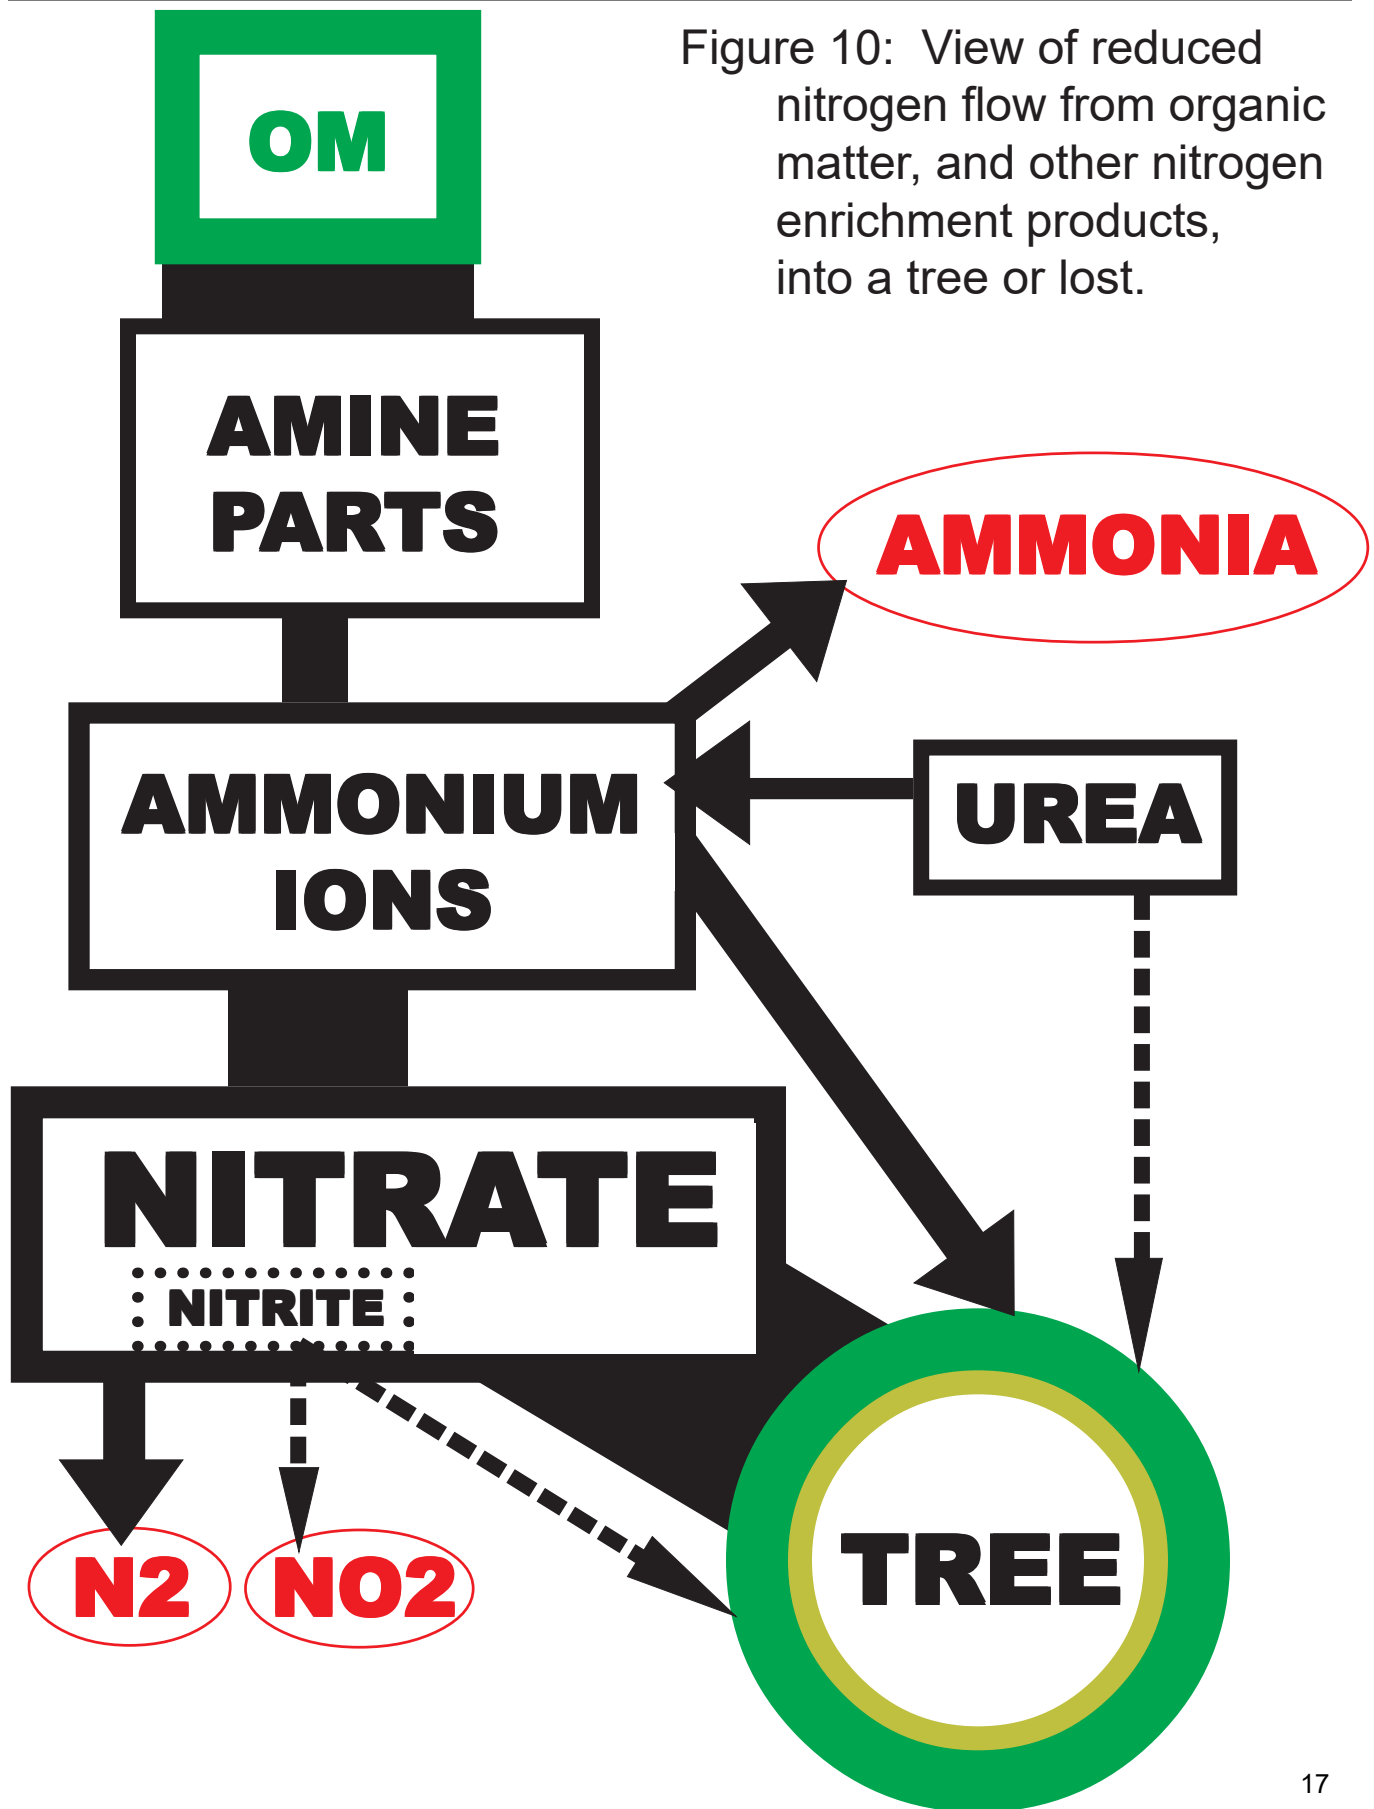 Figure 10:  View of reduced
nitrogen flow from organic
matter, and other nitrogen
enrichment products,
into a tree or lost.
OM
AMINE
PARTS
AMMONIA
AMMONIUM
IONS
UREA
NITRATE
NITRITE
TREE
N2
NO2
17